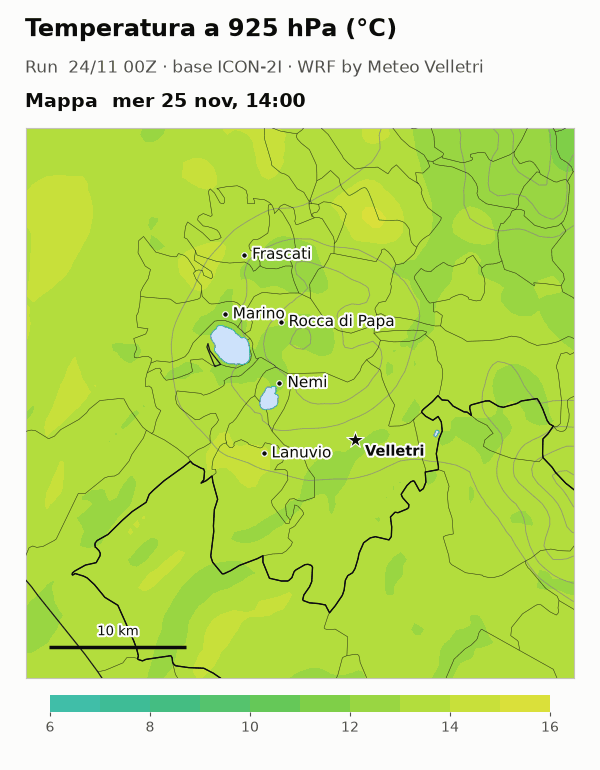 Temperatura a 925 hPa (°C)
Run  24/11 00Z · base ICON-2I · WRF by Meteo Velletri
Mappa  mer 25 nov, 14:00
Frascati
Marino
Rocca di Papa
Nemi
Velletri
Lanuvio
10 km
6 8 10 12 14 16